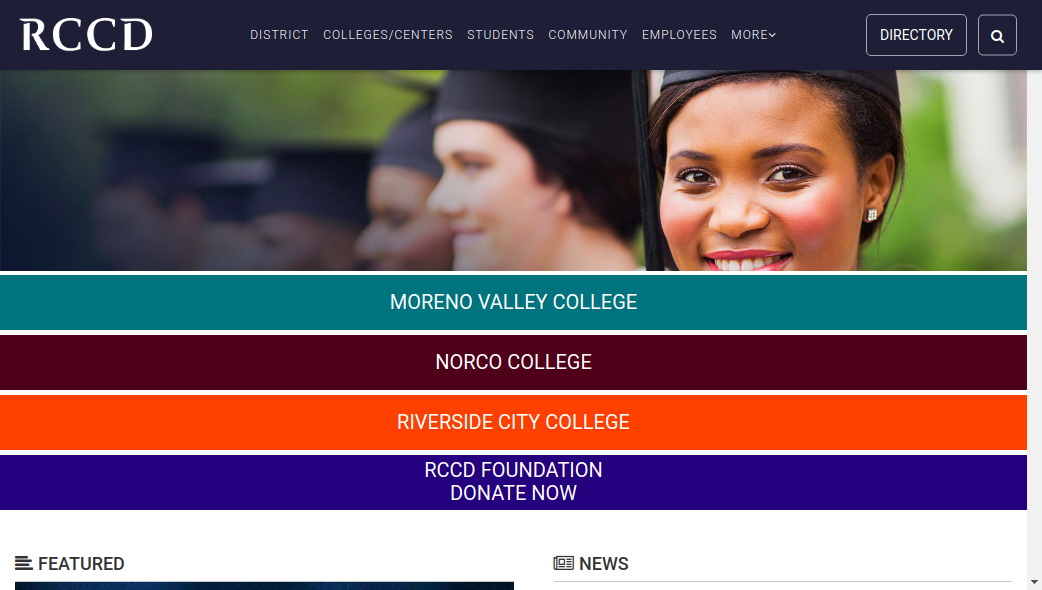 RCCD
DISTRICT COLLEGES/CENTERS STUDENTS COMMUNITY EMPLOYEES MORE
DIRECTORY
MORENO VALLEY COLLEGE
NORCO COLLEGE
RIVERSIDE CITY COLLEGE
RCCD FOUNDATION
DONATE NOW
FEATURED
NEWS